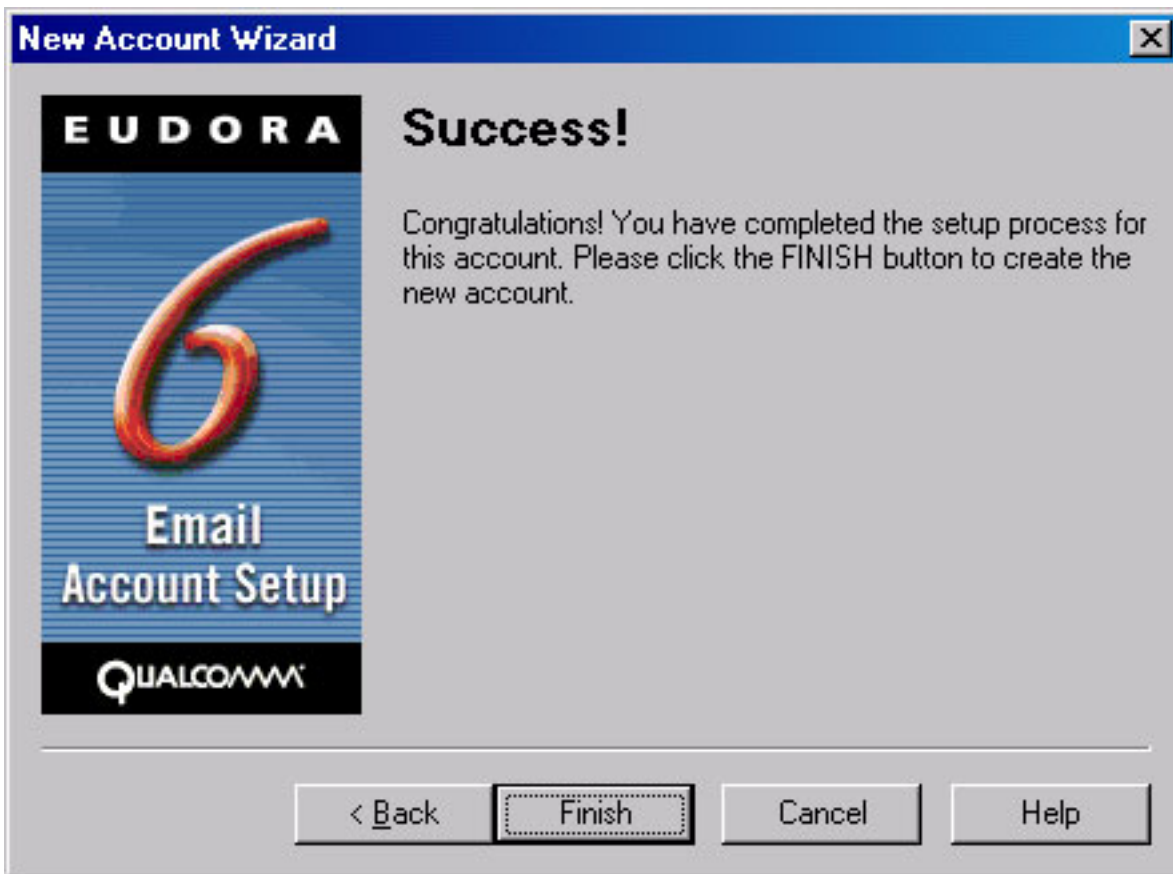 New Account Wizard
EUDORA
6
Email
Account Setup
QUALCOMM
Success!
Congratulations! You have completed the setup process for
this account. Please click the FINISH button to create the
new account.
< Back
Finish
Cancel
Help